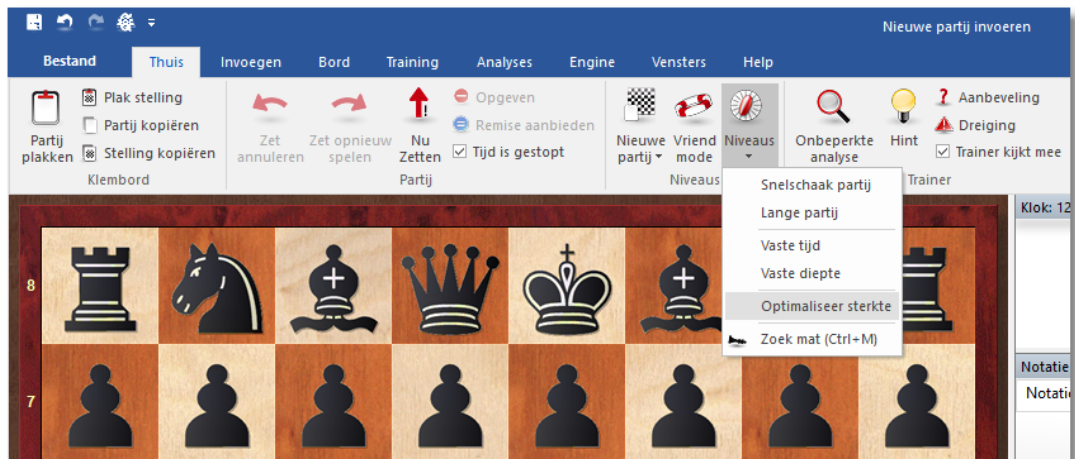 Nieuwe partij invoeren
Bestand Thuis Invoegen Bord Training Analyses Engine Vensters Help
Partij plakken
Plak stelling
Partij kopiëren
Stelling kopiëren
Klembord
Zet annuleren
Zet opnieuw spelen
Nu Zetten
Opgeven
Remise aanbieden
Tijd is gestopt
Partij
Nieuwe partij
Vriend mode
Niveaus
Niveaus
Onbeperkte analyse
Hint
? Aanbeveling
Dreiging
Trainer kijkt mee
Trainer
Snelschaak partij
Lange partij
Vaste tijd
Vaste diepte
Optimaliseer sterkte
Zoek mat (Ctrl+M)
Klok: 12
8
7
Notatie
Notatie